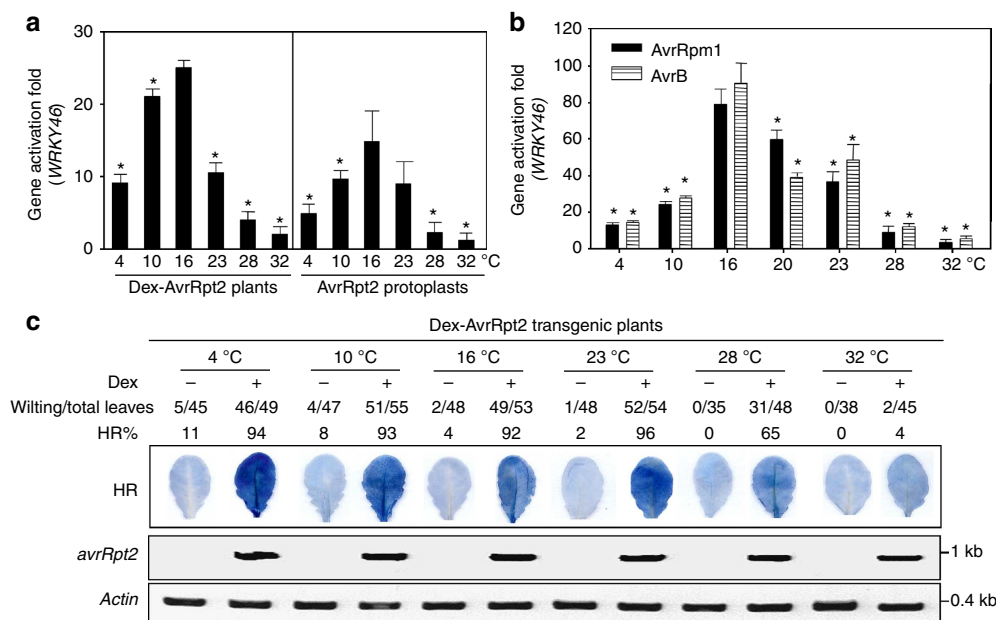 a
Gene activation fold
(WRKY46)
30
20
10
0
* * * * * * * * * *
4 10 16 23 28 32 4 10 16 23 28 32 °C
Dex-AvrRpt2 plants AvrRpt2 protoplasts
b
Gene activation fold
(WRKY46)
120
100
80
60
40
20
0
AvrRpm1
AvrB
* * * * * * * * * * * *
4 10 16 20 23 28 32 °C
c
Dex-AvrRpt2 transgenic plants
4 °C 10 °C 16 °C 23 °C 28 °C 32 °C
Dex – + – + – + – + – + – +
Wilting/total leaves 5/45 46/49 4/47 51/55 2/48 49/53 1/48 52/54 0/35 31/48 0/38 2/45
HR% 11 94 8 93 4 92 2 96 0 65 0 4
HR
avrRpt2 1 kb
Actin 0.4 kb